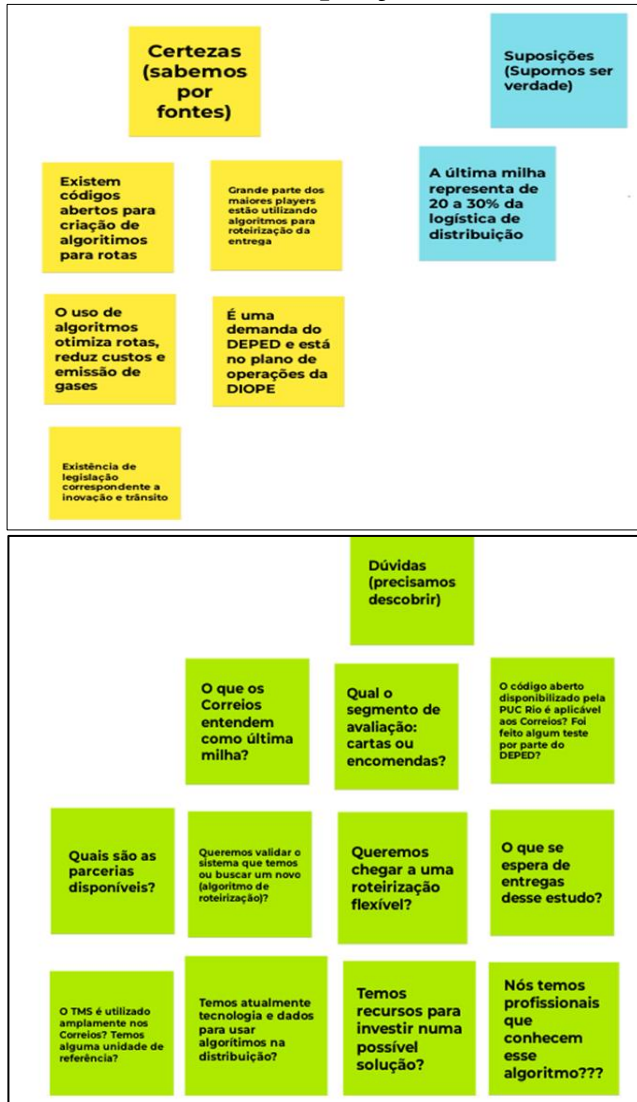 Certezas
(sabemos
por
fontes)
Suposições
(Supomos ser
verdade)
Existem
códigos
abertos para
criação de
algoritimos
para rotas
Grande parte dos
maiores players
estão utilizando
algoritmos para
roteirização da
entrega
A última milha
representa de
20 a 30% da
logística de
distribuição
O uso de
algoritmos
otimiza rotas,
reduz custos e
emissão de
gases
É uma
demanda do
DEPED e está
no plano de
operações da
DIOPE
Existência de
legislação
correspondente a
inovação e trânsito
Dúvidas
(precisamos
descobrir)
O que os
Correios
entendem
como última
milha?
Qual o
segmento de
avaliação:
cartas ou
encomendas?
O código aberto
disponibilizado pela
PUC Rio é aplicável
aos Correios? Foi
feito algum teste
por parte do
DEPED?
Quais são as
parcerias
disponíveis?
Queremos validar o
sistema que temos
ou buscar um novo
(algoritmo de
roteirização)?
Queremos
chegar a uma
roteirização
flexível?
O que se
espera de
entregas
desse estudo?
O TMS é utilizado
amplamente nos
Correios? Temos
alguma unidade de
referência?
Temos atualmente
tecnologia e dados
para usar
algorítimos na
distribuição?
Temos
recursos para
investir numa
possível
solução?
Nós temos
profissionais
que
conhecem
esse
algoritmo???